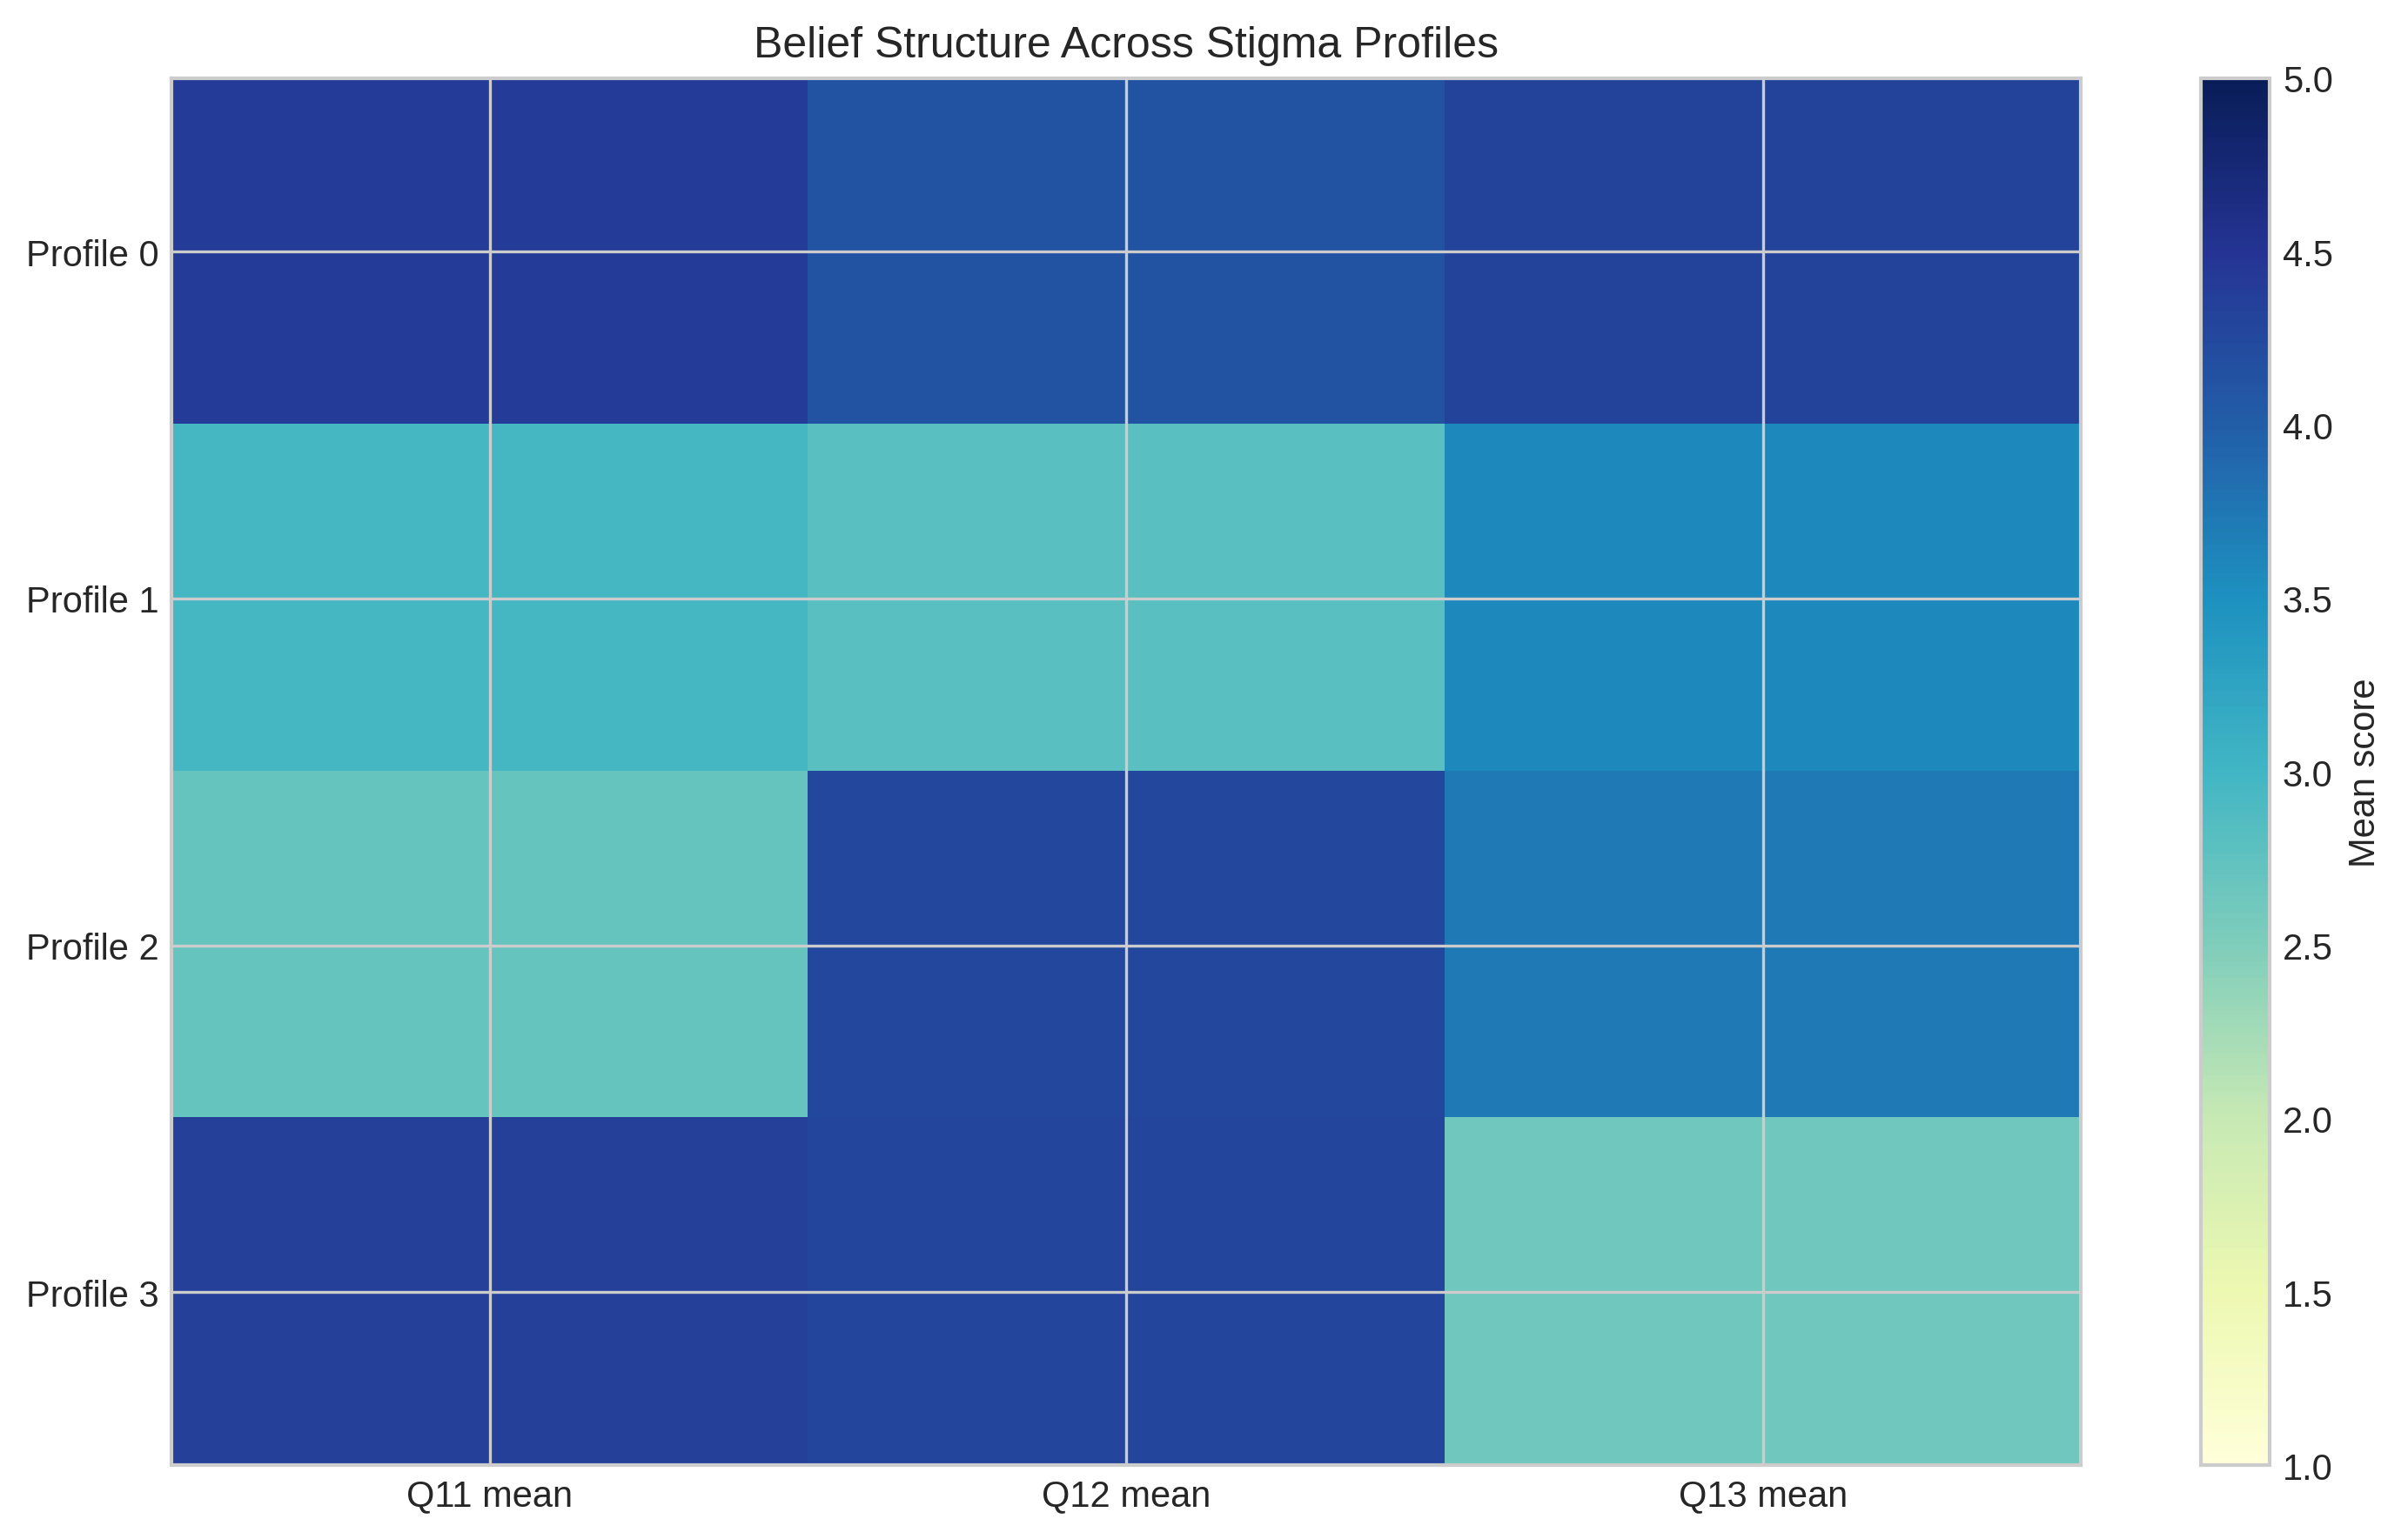 Belief Structure Across Stigma Profiles
Profile 0
Profile 1
Profile 2
Profile 3
Q11 mean
Q12 mean
Q13 mean
5.0
4.5
4.0
3.5
3.0
2.5
2.0
1.5
1.0
Mean score